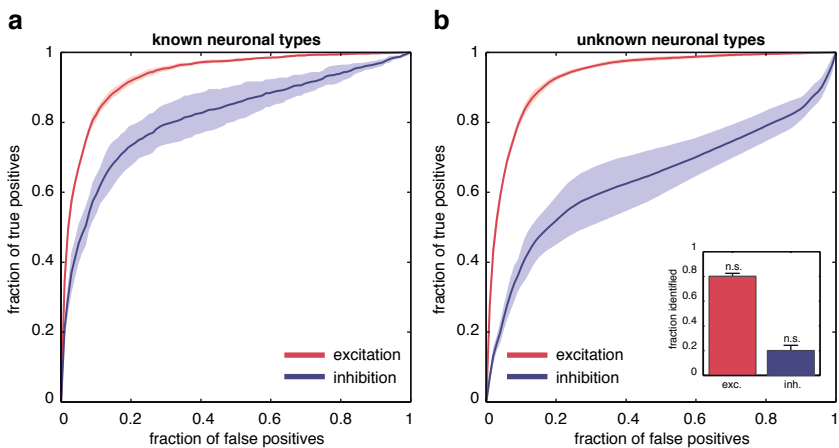 a
known neuronal types
1
0.8
0.6
0.4
0.2
0
0.2
0.4
0.6
0.8
1
fraction of true positives
fraction of false positives
excitation
inhibition
b
unknown neuronal types
1
0.8
0.6
0.4
0.2
0
0.2
0.4
0.6
0.8
1
fraction of true positives
fraction of false positives
excitation
inhibition
1
0.8
0.6
0.4
0.2
0
fraction identified
n.s.
n.s.
exc.
inh.